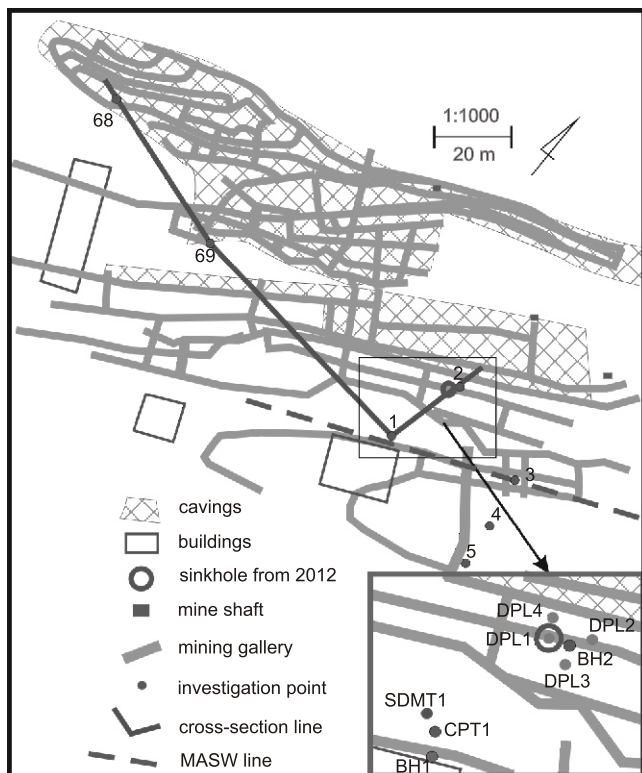 1:1000
20 m
68
69
2
1
3
4
5
cavings
buildings
sinkhole from 2012
mine shaft
mining gallery
investigation point
cross-section line
MASW line
DPL4
DPL2
DPL1
BH2
DPL3
SDMT1
CPT1
BH1